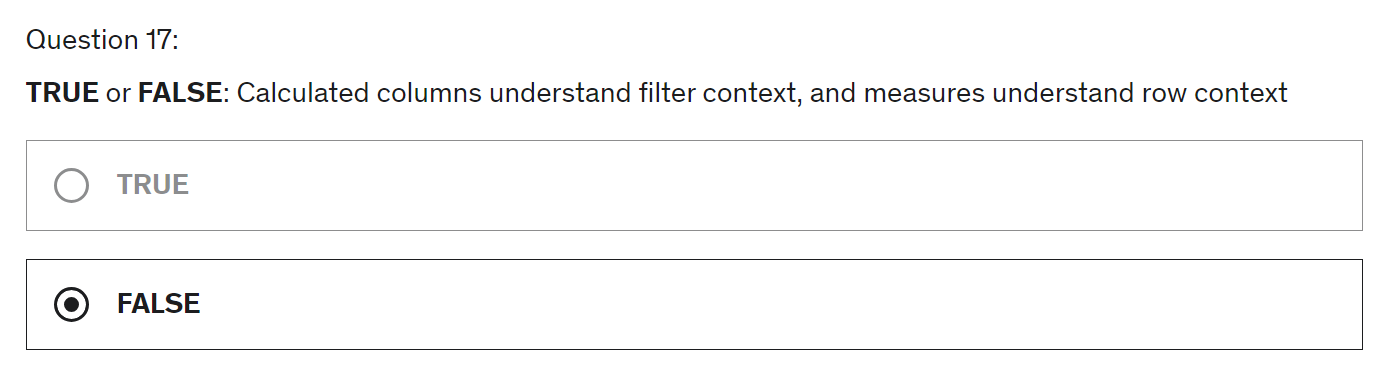 Question 17:
TRUE or FALSE: Calculated columns understand filter context, and measures understand row context
TRUE
FALSE